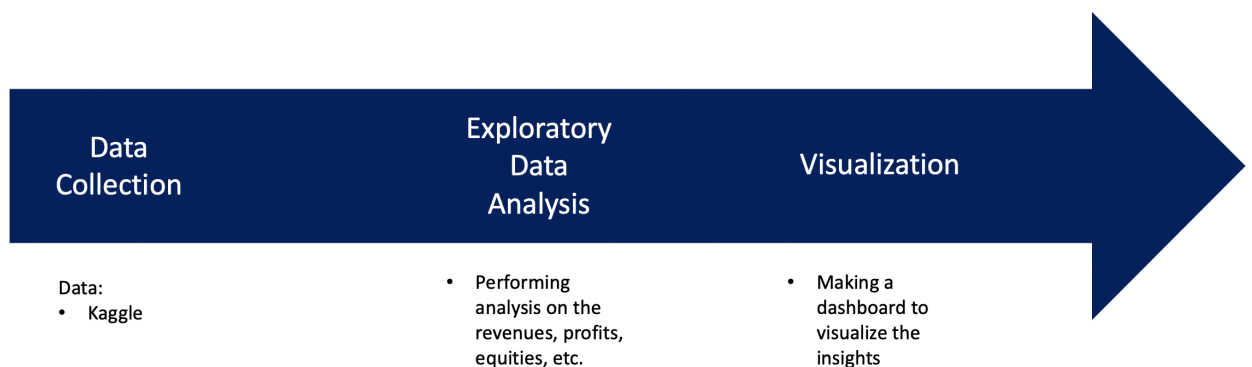 Data
Collection
Exploratory
Data
Analysis
Visualization
Data:
• Kaggle
• Performing
analysis on the
revenues, profits,
equities, etc.
• Making a
dashboard to
visualize the
insights